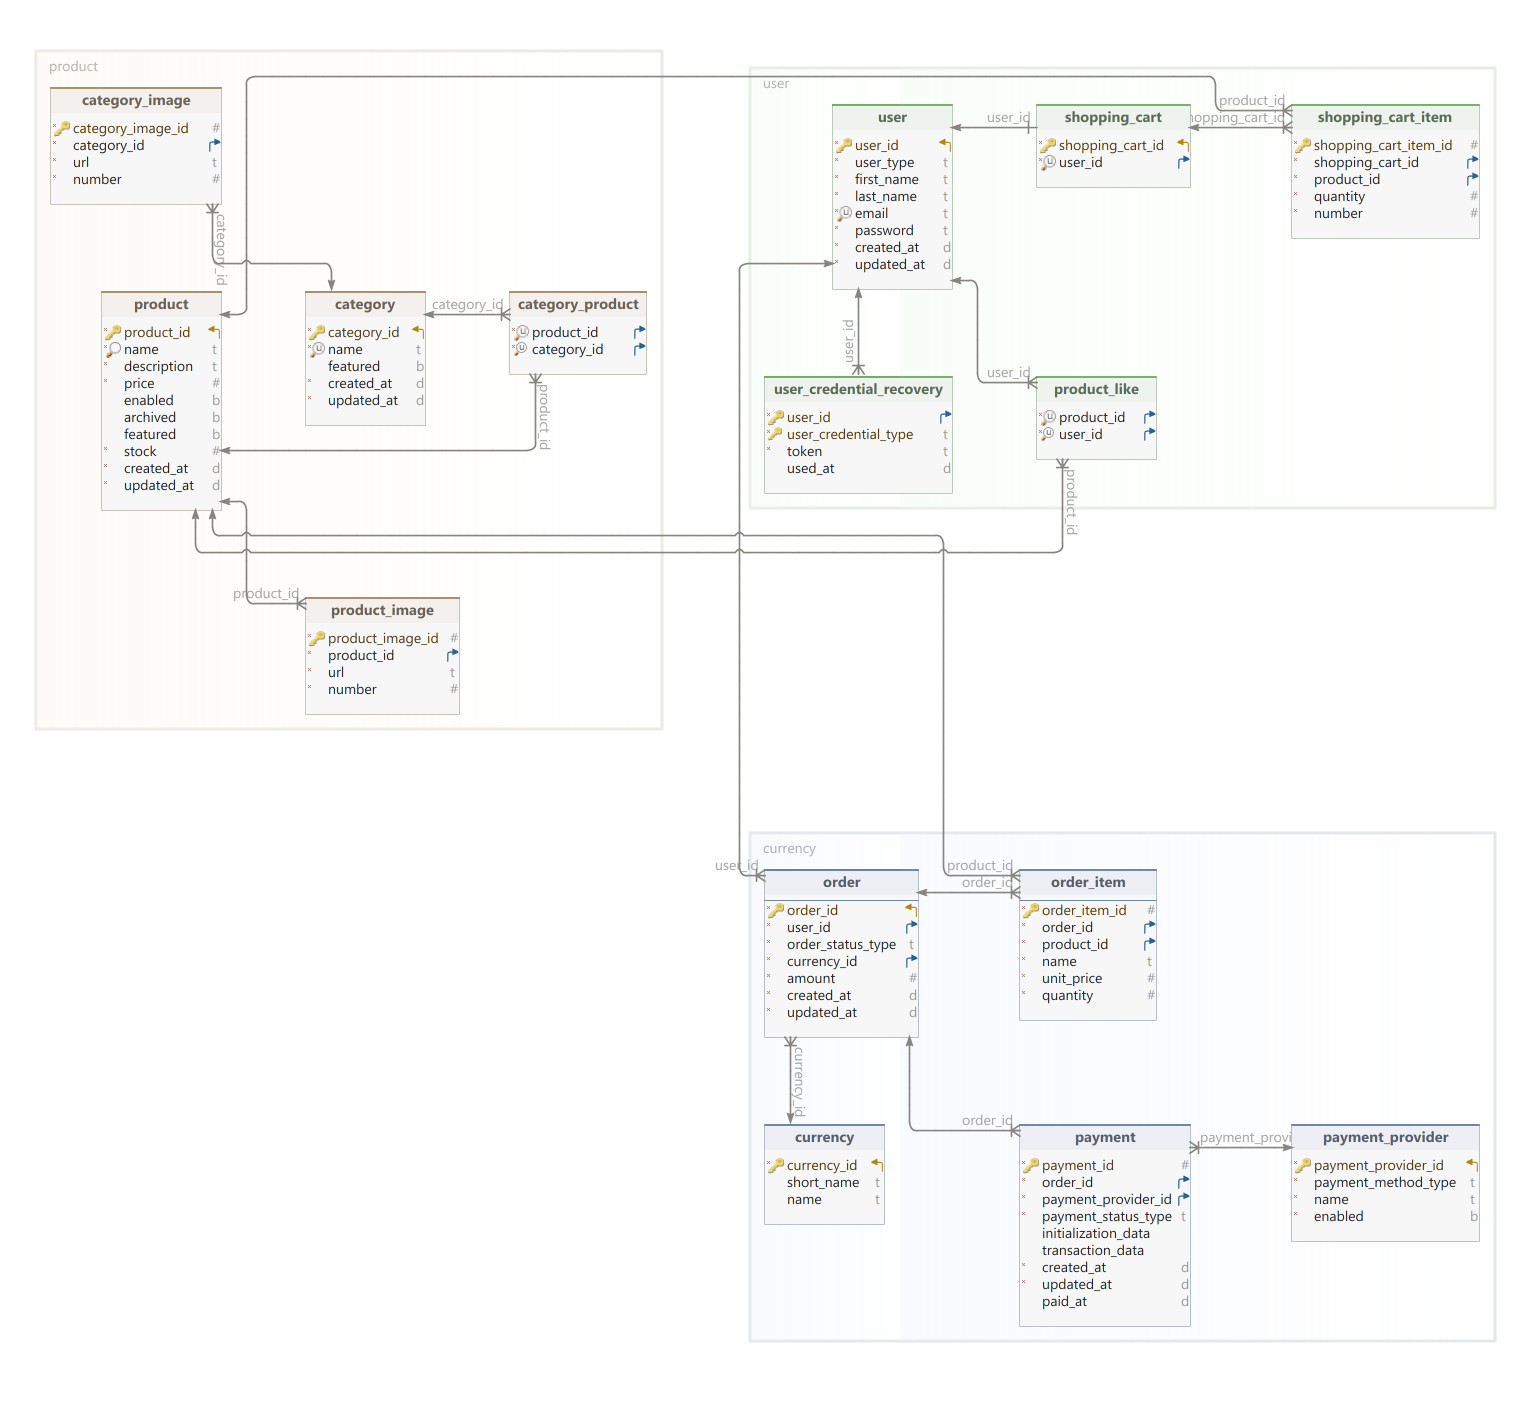 product
category_image
category_image_id #
category_id
url t
number #
category_id
product
product_id
name t
description t
price #
enabled b
archived b
featured b
stock #
created_at d
updated_at d
category
category_id
name t
featured b
created_at d
updated_at d
category_id
category_product
product_id
category_id
product_id
product_id
product_image
product_image_id #
product_id
url t
number #
user
user
user_id
user_type t
first_name t
last_name t
email t
password t
created_at d
updated_at d
user_id
shopping_cart
shopping_cart_id
user_id
product_id
hopping_cart_id
shopping_cart_item
shopping_cart_item_id #
shopping_cart_id
product_id
quantity #
number #
user_id
user_credential_recovery
user_id
user_credential_type t
token t
used_at d
user_id
product_like
product_id
user_id
product_id
currency
user_id
order
order_id
user_id
order_status_type t
currency_id
amount #
created_at d
updated_at d
product_id
order_id
order_item
order_item_id #
order_id
product_id
name t
unit_price #
quantity #
currency_id
currency
currency_id
short_name t
name t
order_id
payment
payment_id #
order_id
payment_provider_id
payment_status_type t
initialization_data
transaction_data
created_at d
updated_at d
paid_at d
payment_provi
payment_provider
payment_provider_id
payment_method_type t
name t
enabled b